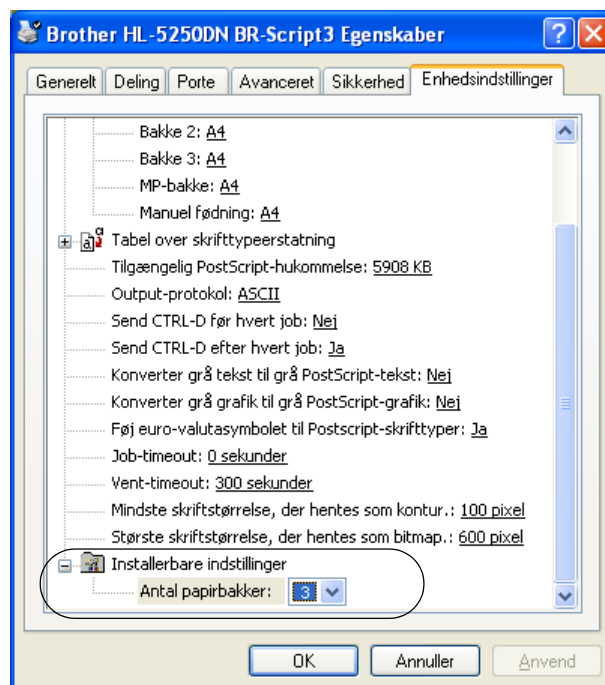 Brother HL-5250DN BR-Script3 Egenskaber
Generelt Deling Porte Avanceret Sikkerhed Enhedsindstillinger
Bakke 2: A4
Bakke 3: A4
MP-bakke: A4
Manuel fødning: A4
Tabel over skrifttypeerstatning
Tilgængelig PostScript-hukommelse: 5908 KB
Output-protokol: ASCII
Send CTRL-D før hvert job: Nej
Send CTRL-D efter hvert job: Ja
Konverter grå tekst til grå PostScript-tekst: Nej
Konverter grå grafik til grå PostScript-grafik: Nej
Føj euro-valutasymbolet til Postscript-skrifttyper: Ja
Job-timeout: 0 sekunder
Vent-timeout: 300 sekunder
Mindste skriftstørrelse, der hentes som kontur.: 100 pixel
Største skriftstørrelse, der hentes som bitmap.: 600 pixel
Installerbare indstillinger
Antal papirbakker: 3
OK Annuller Anvend